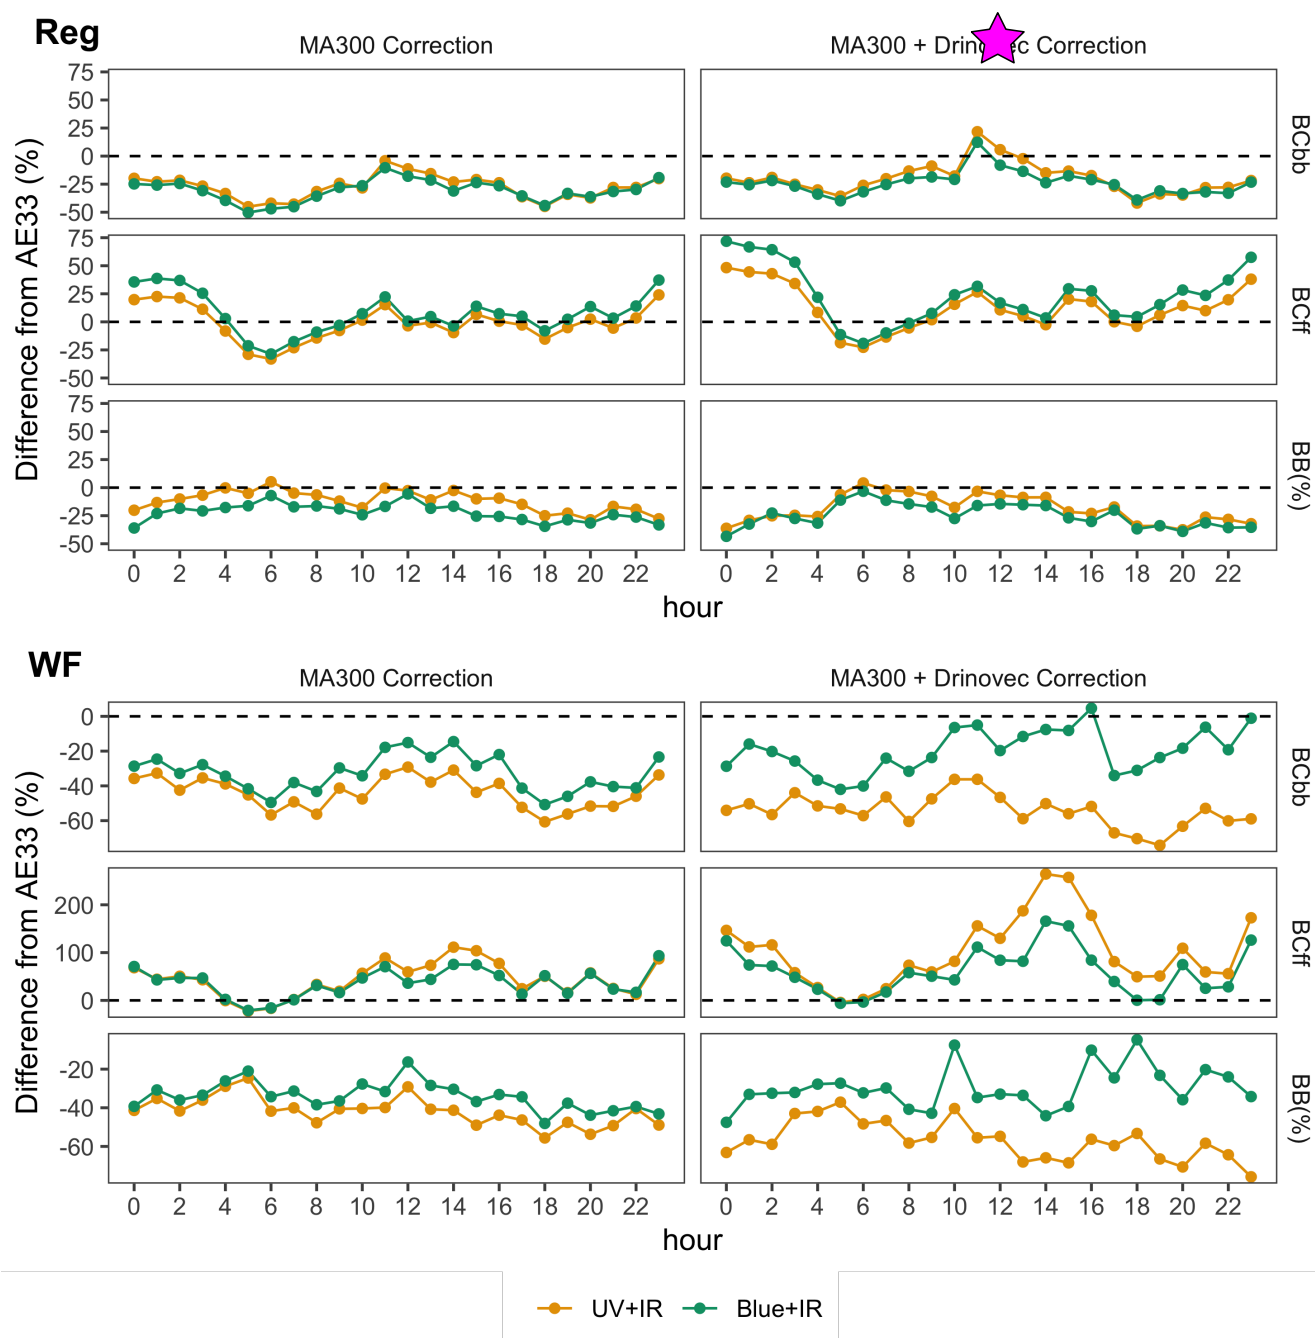 Reg
MA300 Correction
MA300 + Correction
Difference from AE33 (%)
75
50
25
0
-25
-50
BCbb
75
50
25
0
-25
-50
BCff
75
50
25
0
-25
-50
BB(%)
0 2 4 6 8 10 12 14 16 18 20 22
0 2 4 6 8 10 12 14 16 18 20 22
hour
WF
MA300 Correction
MA300 + Drinovec Correction
Difference from AE33 (%)
0
-20
-40
-60
BCbb
200
100
0
BCff
-20
-40
-60
BB(%)
0 2 4 6 8 10 12 14 16 18 20 22
0 2 4 6 8 10 12 14 16 18 20 22
hour
UV+IR Blue+IR